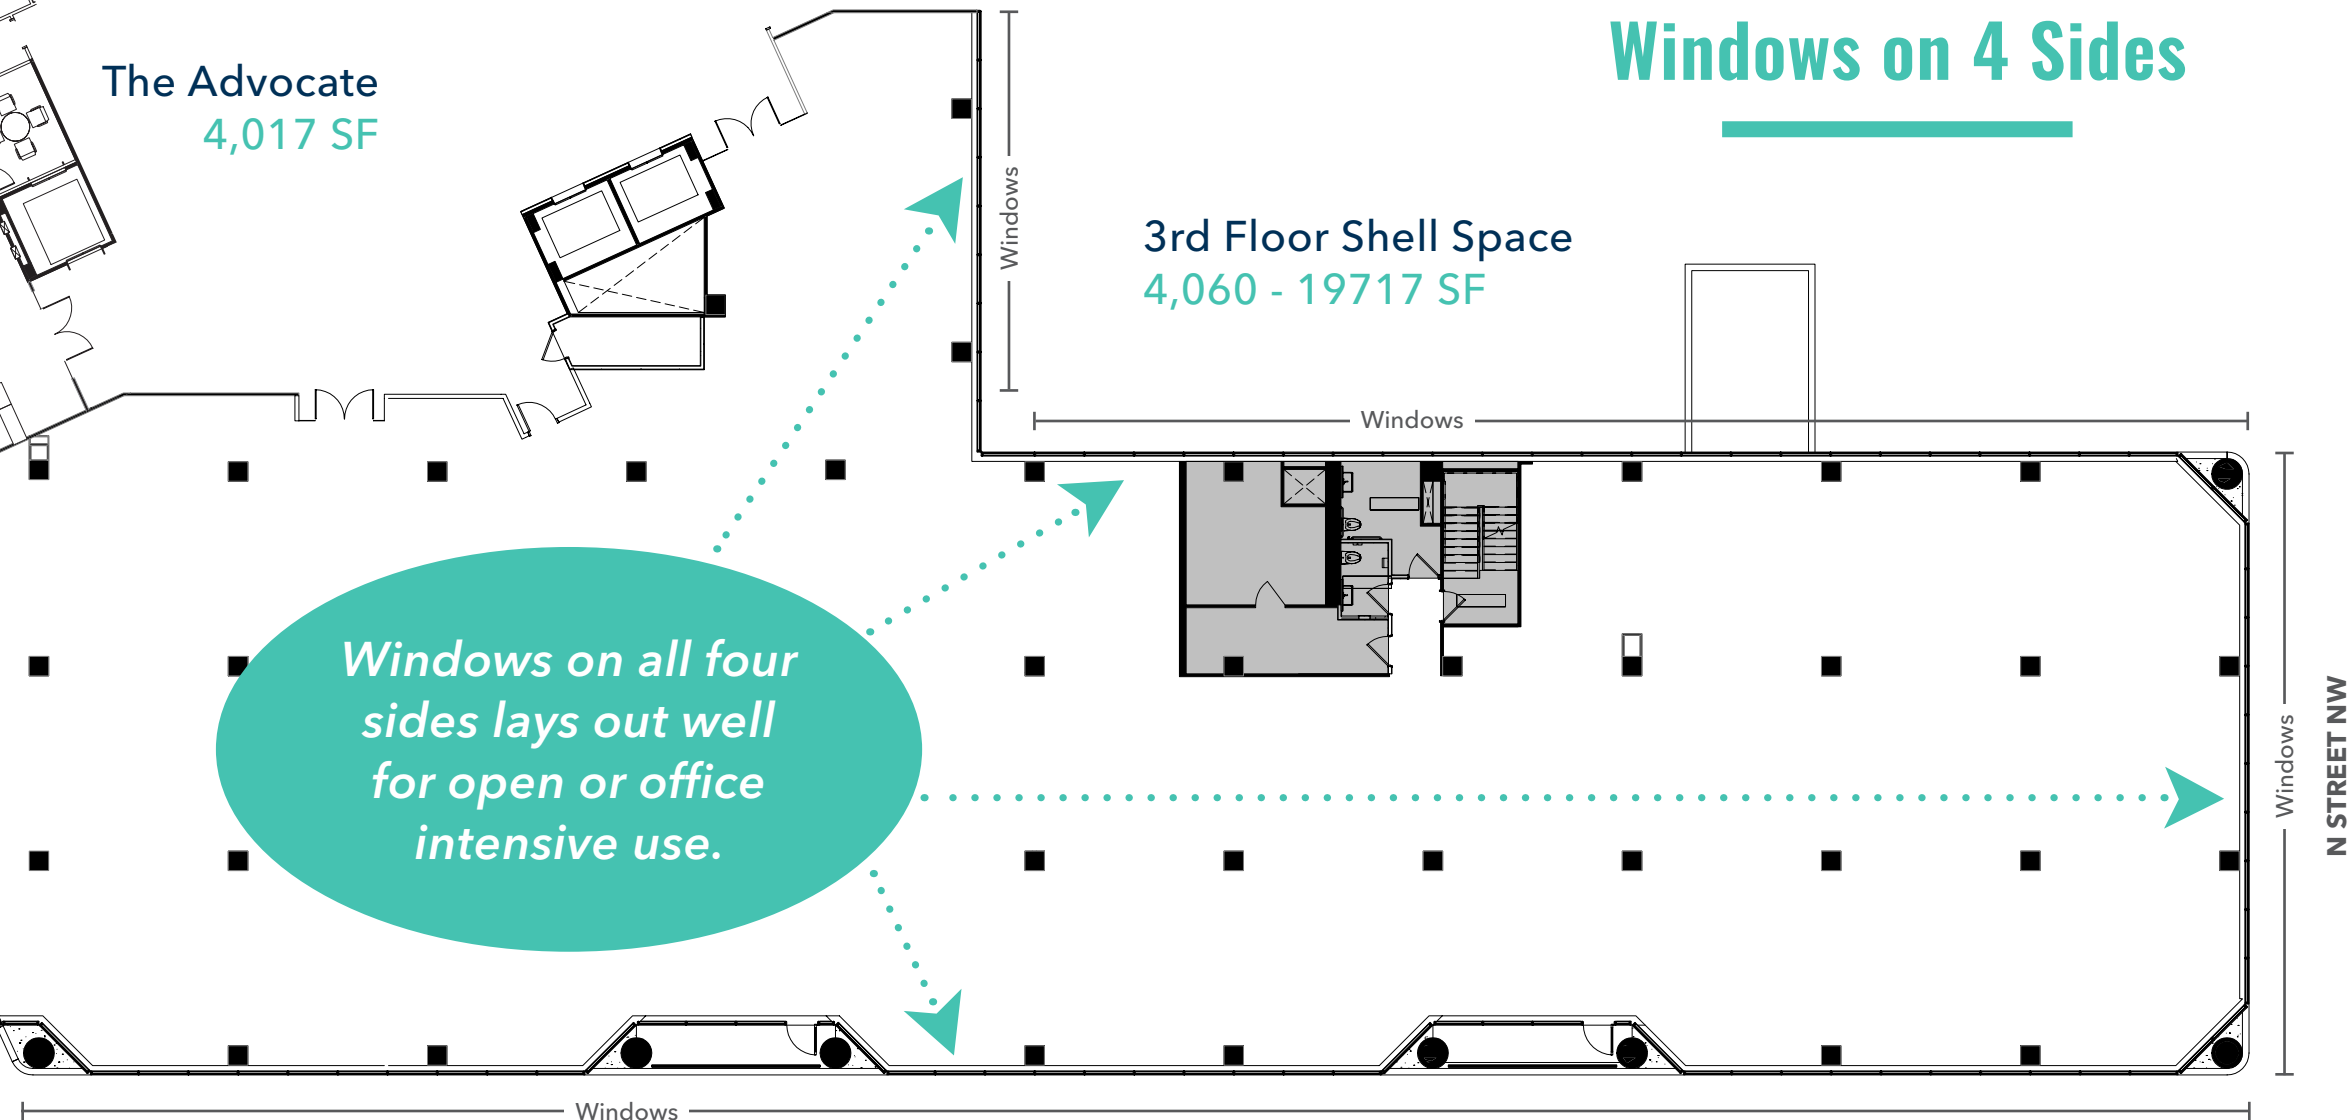 Windows on 4 Sides
The Advocate
4,017 SF
Windows
3rd Floor Shell Space
4,060 - 19717 SF
Windows
Windows on all four
sides lays out well
for open or office
intensive use.
Windows
N STREET NW
Windows